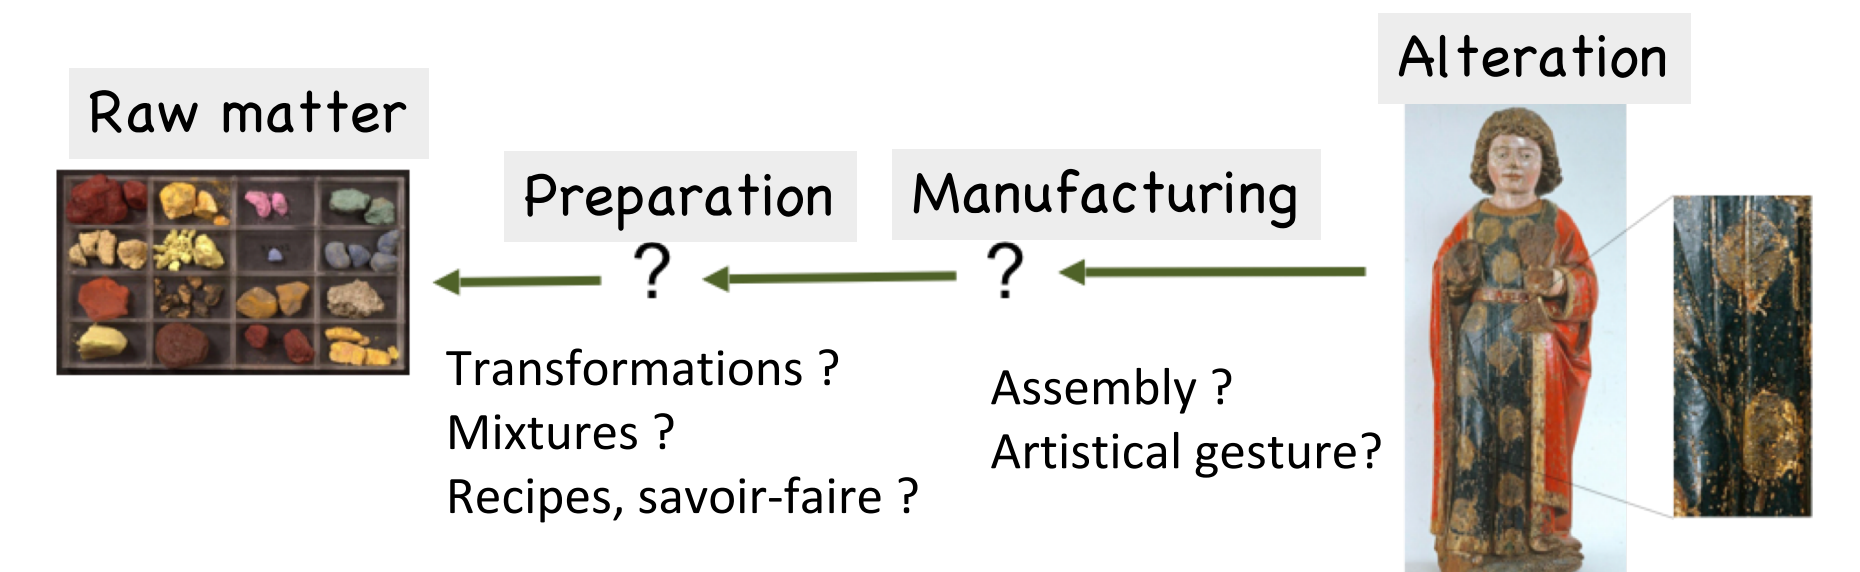 Raw matter
Preparation
?
Transformations ?
Mixtures ?
Recipes, savoir-faire ?
Manufacturing
?
Assembly ?
Artistical gesture?
Alteration